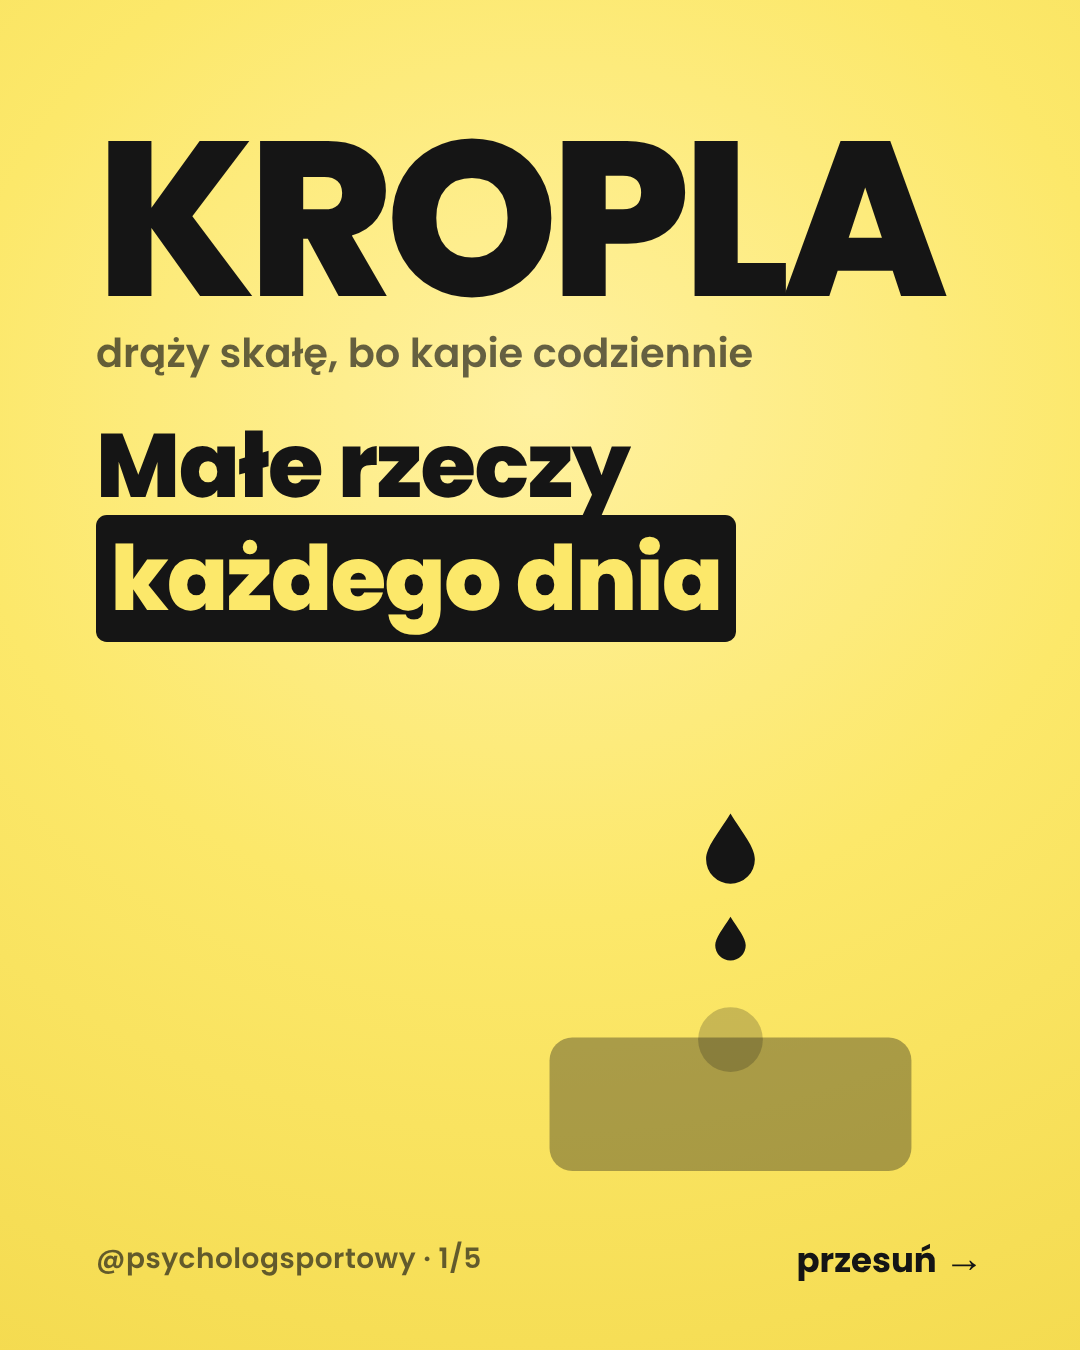 KROPLA
drąży skałę, bo kapie codziennie
Małe rzeczy
każdego dnia
@psychologsportowy · 1/5
przesuń →